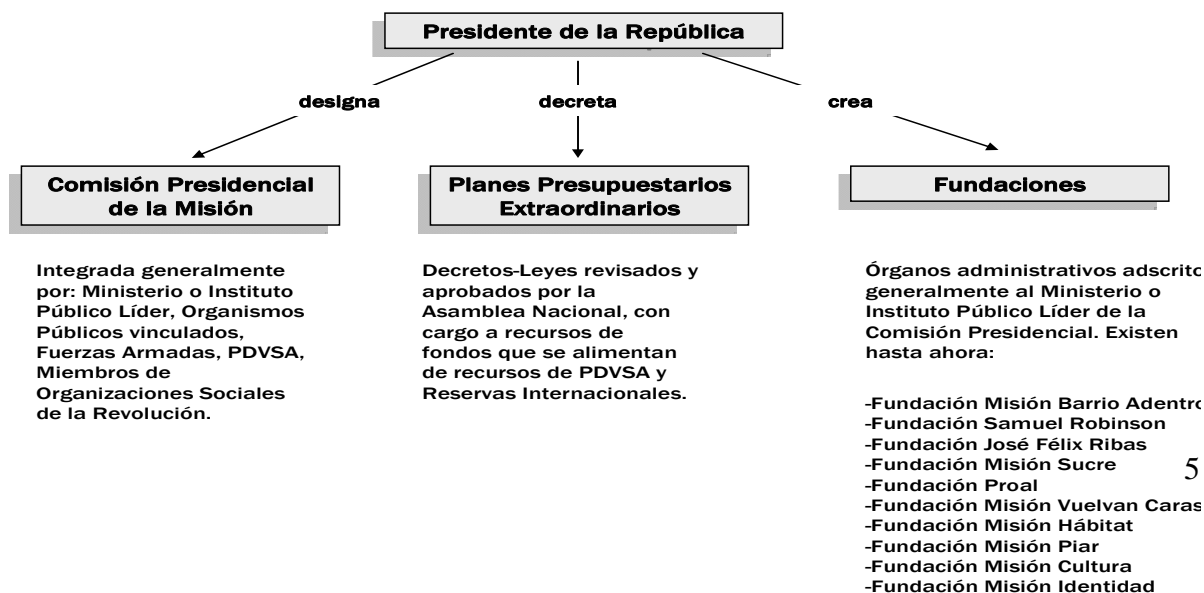 Presidente de la República
designa
decreta
crea
Comisión Presidencial
de la Misión
Planes Presupuestarios
Extraordinarios
Fundaciones
Integrada generalmente
por: Ministerio o Instituto
Público Líder, Organismos
Públicos vinculados,
Fuerzas Armadas, PDVSA,
Miembros de
Organizaciones Sociales
de la Revolución.
Decretos-Leyes revisados y
aprobados por la
Asamblea Nacional, con
cargo a recursos de
fondos que se alimentan
de recursos de PDVSA y
Reservas Internacionales.
Órganos administrativos adscrito
generalmente al Ministerio o
Instituto Público Líder de la
Comisión Presidencial. Existen
hasta ahora:
-Fundación Misión Barrio Adentro
-Fundación Samuel Robinson
-Fundación José Félix Ribas
-Fundación Misión Sucre
-Fundación Proal
-Fundación Misión Vuelvan Caras
-Fundación Misión Hábitat
-Fundación Misión Piar
-Fundación Misión Cultura
-Fundación Misión Identidad
5